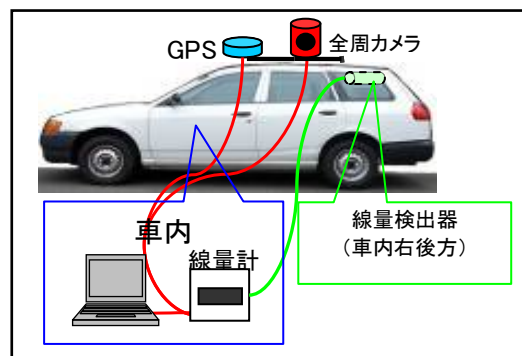 GPS
全周カメラ
車内
線量計
線量検出器
(車内右後方)